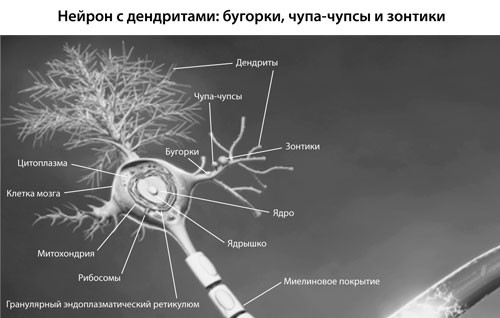 Нейрон с дендритами: бугорки, чупа-чупсы и зонтики
Дендриты
Чупа-чупсы
Зонтики
Бугорки
Цитоплазма
Клетка мозга
Ядро
Митохондрия
Ядрышко
Рибосомы
Миелиновое покрытие
Гранулярный эндоплазматический ретикулюм